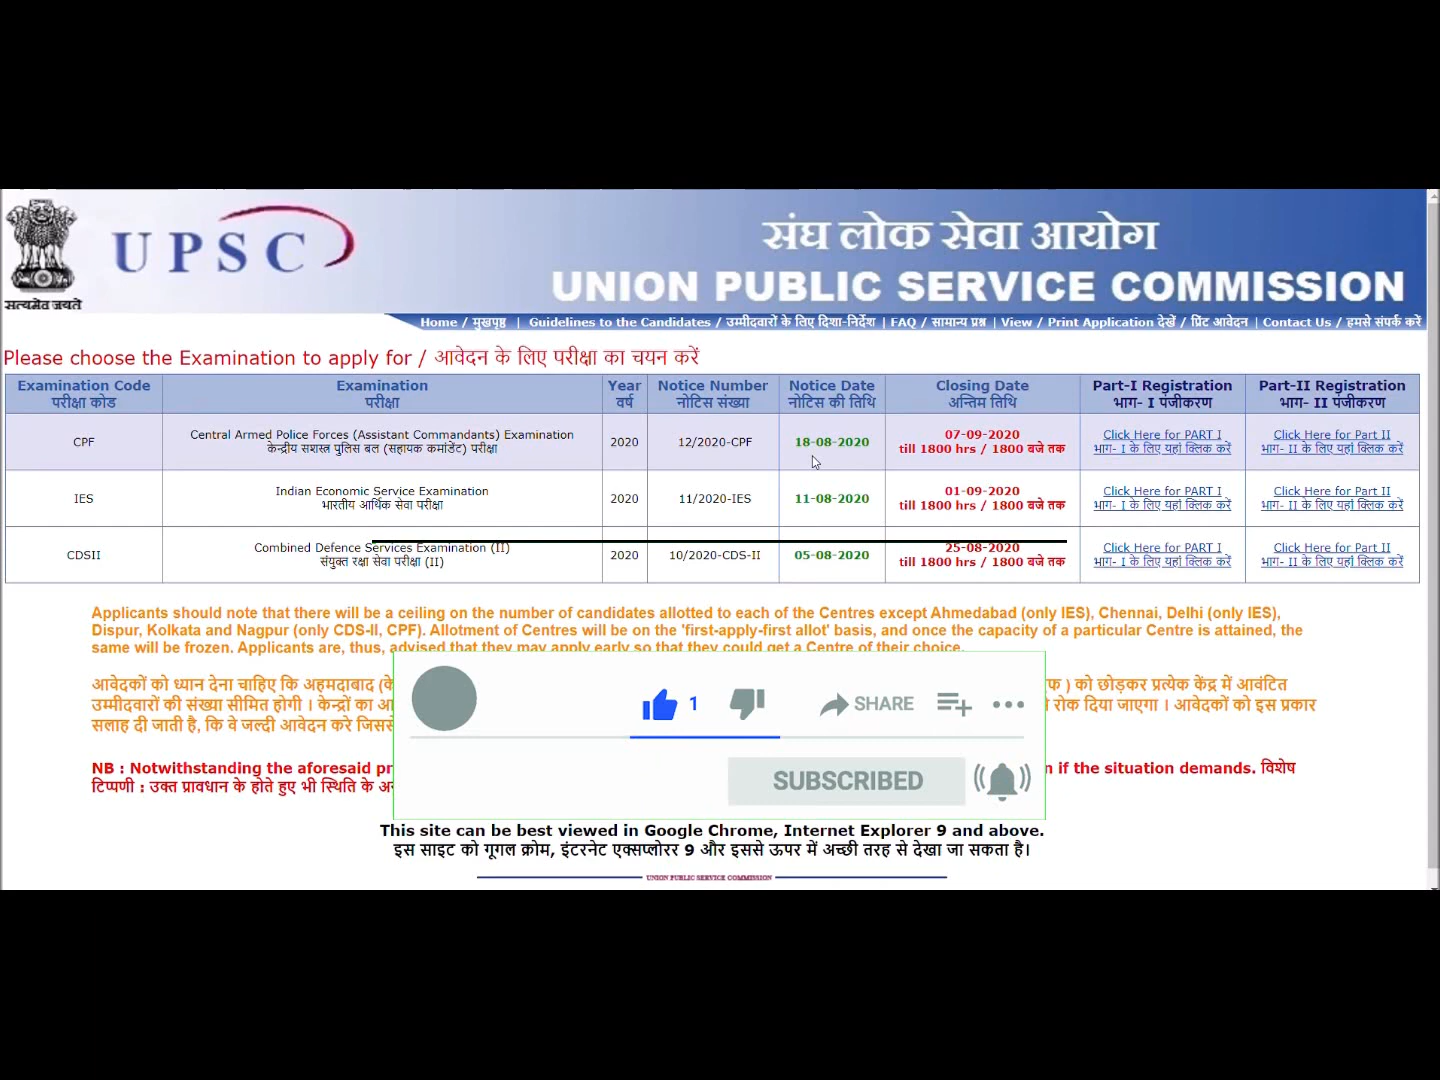 सत्यमेव जयते
UPSC
संघ लोक सेवा आयोग
UNION PUBLIC SERVICE COMMISSION
Home / मुखपृष्ठ | Guidelines to the Candidates / उम्मीदवारों के लिए दिशा-निर्देश | FAQ / सामान्य प्रश्न | View / Print Application देखें / प्रिंट आवेदन | Contact Us / हमसे संपर्क करें
Please choose the Examination to apply for / आवेदन के लिए परीक्षा का चयन करें
Examination Code Examination Year Notice Number Notice Date Closing Date Part-I Registration Part-II Registration
परीक्षा कोड परीक्षा वर्ष नोटिस संख्या नोटिस की तिथि अन्तिम तिथि भाग- I पंजीकरण भाग- II पंजीकरण
CPF Central Armed Police Forces (Assistant Commandants) Examination 2020 12/2020-CPF 18-08-2020 07-09-2020 Click Here for PART I Click Here for Part II
केन्द्रीय सशस्त्र पुलिस बल (सहायक कमांडेंट) परीक्षा till 1800 hrs / 1800 बजे तक भाग- I के लिए यहां क्लिक करें भाग- II के लिए यहां क्लिक करें
IES Indian Economic Service Examination 2020 11/2020-IES 11-08-2020 01-09-2020 Click Here for PART I Click Here for Part II
भारतीय आर्थिक सेवा परीक्षा till 1800 hrs / 1800 बजे तक भाग- I के लिए यहां क्लिक करें भाग- II के लिए यहां क्लिक करें
CDSII Combined Defence Services Examination (II) 2020 10/2020-CDS-II 05-08-2020 25-08-2020 Click Here for PART I Click Here for Part II
संयुक्त रक्षा सेवा परीक्षा (II) till 1800 hrs / 1800 बजे तक भाग- I के लिए यहां क्लिक करें भाग- II के लिए यहां क्लिक करें
Applicants should note that there will be a ceiling on the number of candidates allotted to each of the Centres except Ahmedabad (only IES), Chennai, Delhi (only IES),
Dispur, Kolkata and Nagpur (only CDS-II, CPF). Allotment of Centres will be on the 'first-apply-first allot' basis, and once the capacity of a particular Centre is attained, the
same will be frozen. Applicants are, thus, advised that they may apply early so that they could get a Centre of their choice.
आवेदकों को ध्यान देना चाहिए कि अहमदाबाद ) को छोड़कर प्रत्येक केंद्र में आवंटित
उम्मीदवारों की संख्या सीमित होगी । केन्द्रों का रोक दिया जाएगा । आवेदकों को इस प्रकार
सलाह दी जाती है, कि वे जल्दी आवेदन करे
1 SHARE
NB : Notwithstanding the aforesaid if the situation demands. विशेष
टिप्पणी : उक्त प्रावधान के होते हुए भी स्थिति के
SUBSCRIBED
This site can be best viewed in Google Chrome, Internet Explorer 9 and above.
इस साइट को गूगल क्रोम, इंटरनेट एक्सप्लोरर 9 और इससे ऊपर में अच्छी तरह से देखा जा सकता है।
UNION PUBLIC SERVICE COMMISSION